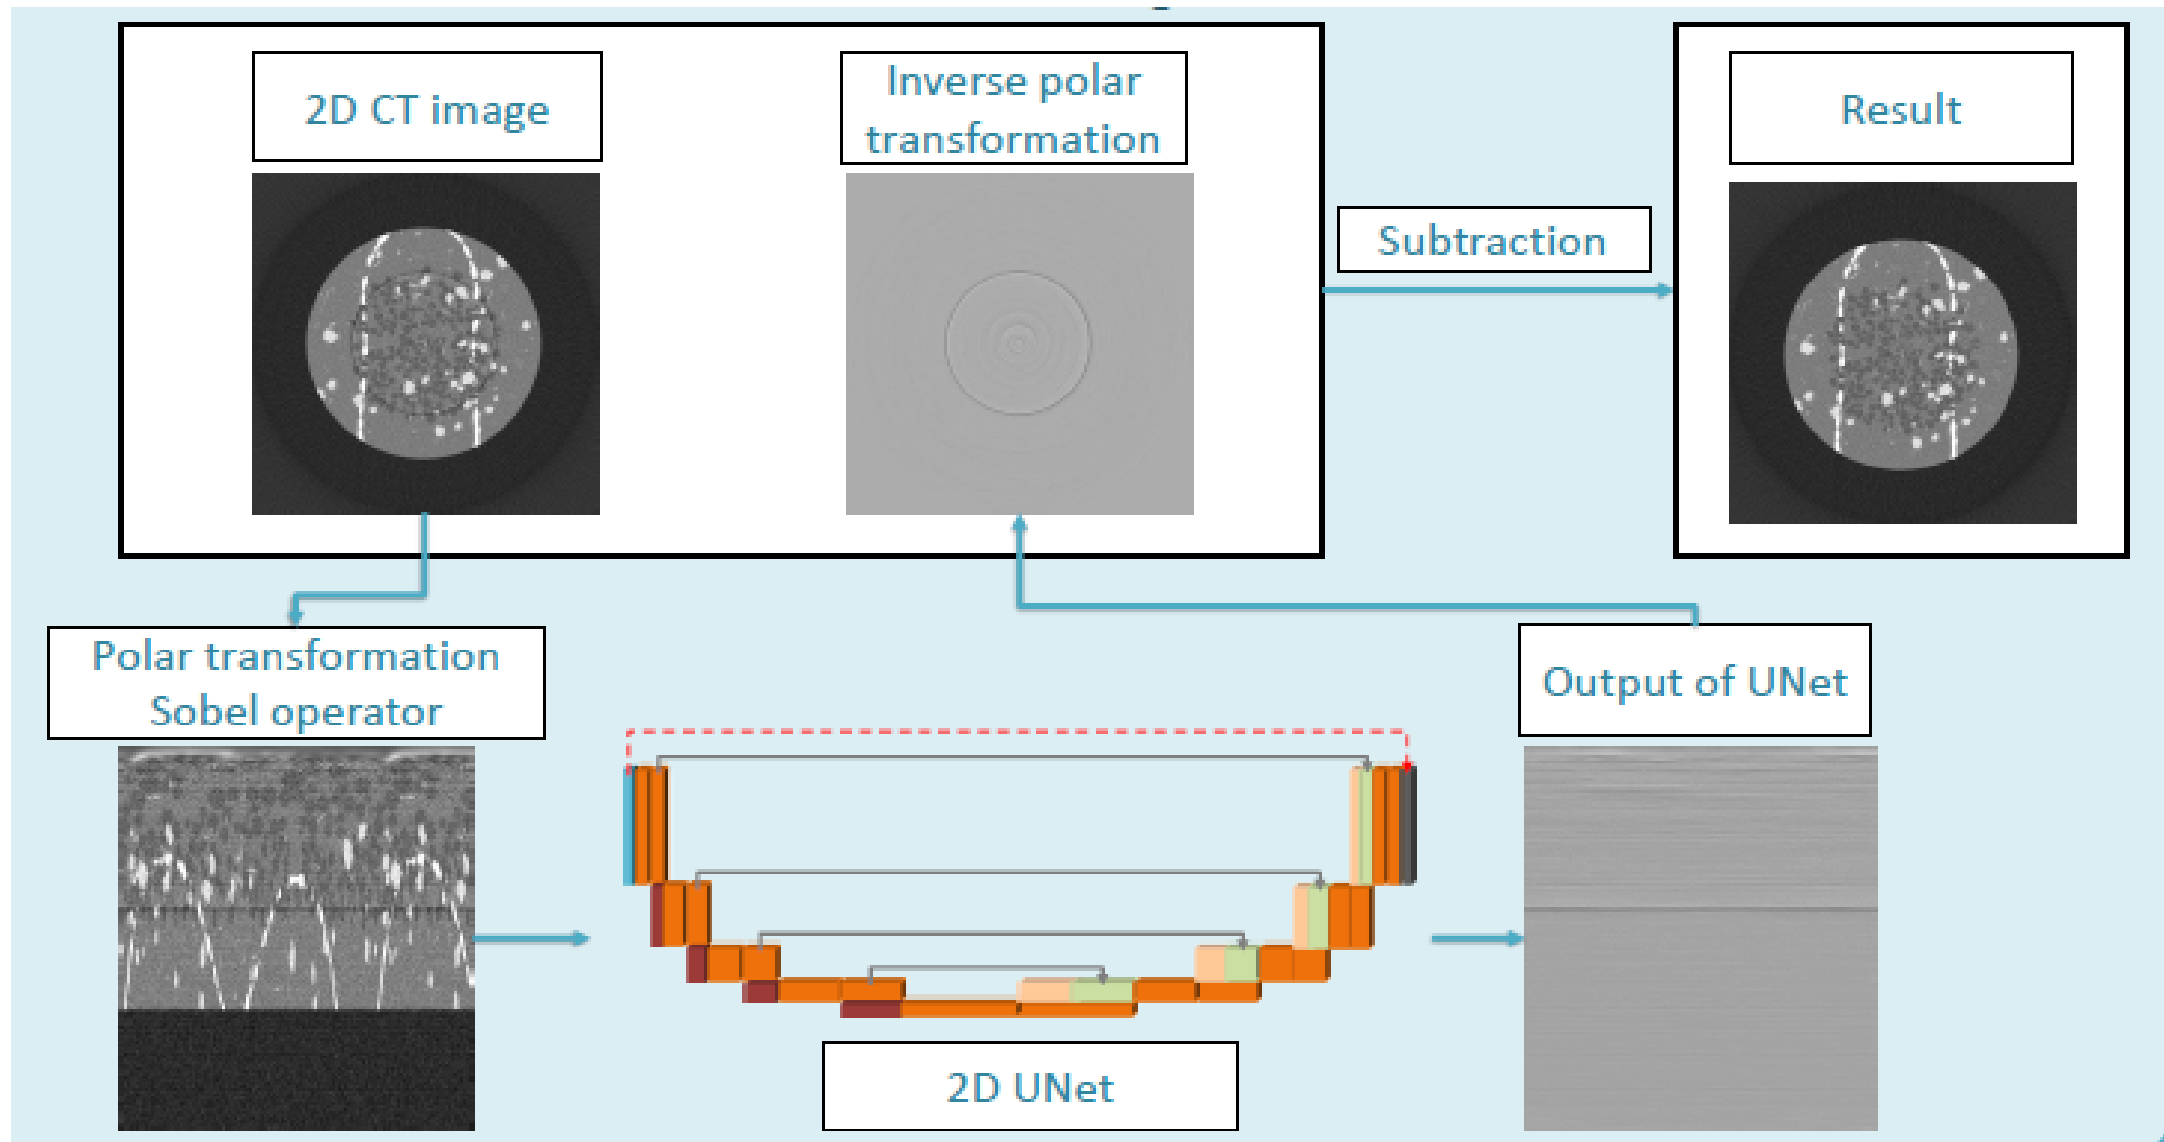 2D CT image
Inverse polar
transformation
Result
Subtraction
Polar transformation
Sobel operator
Output of UNet
2D UNet